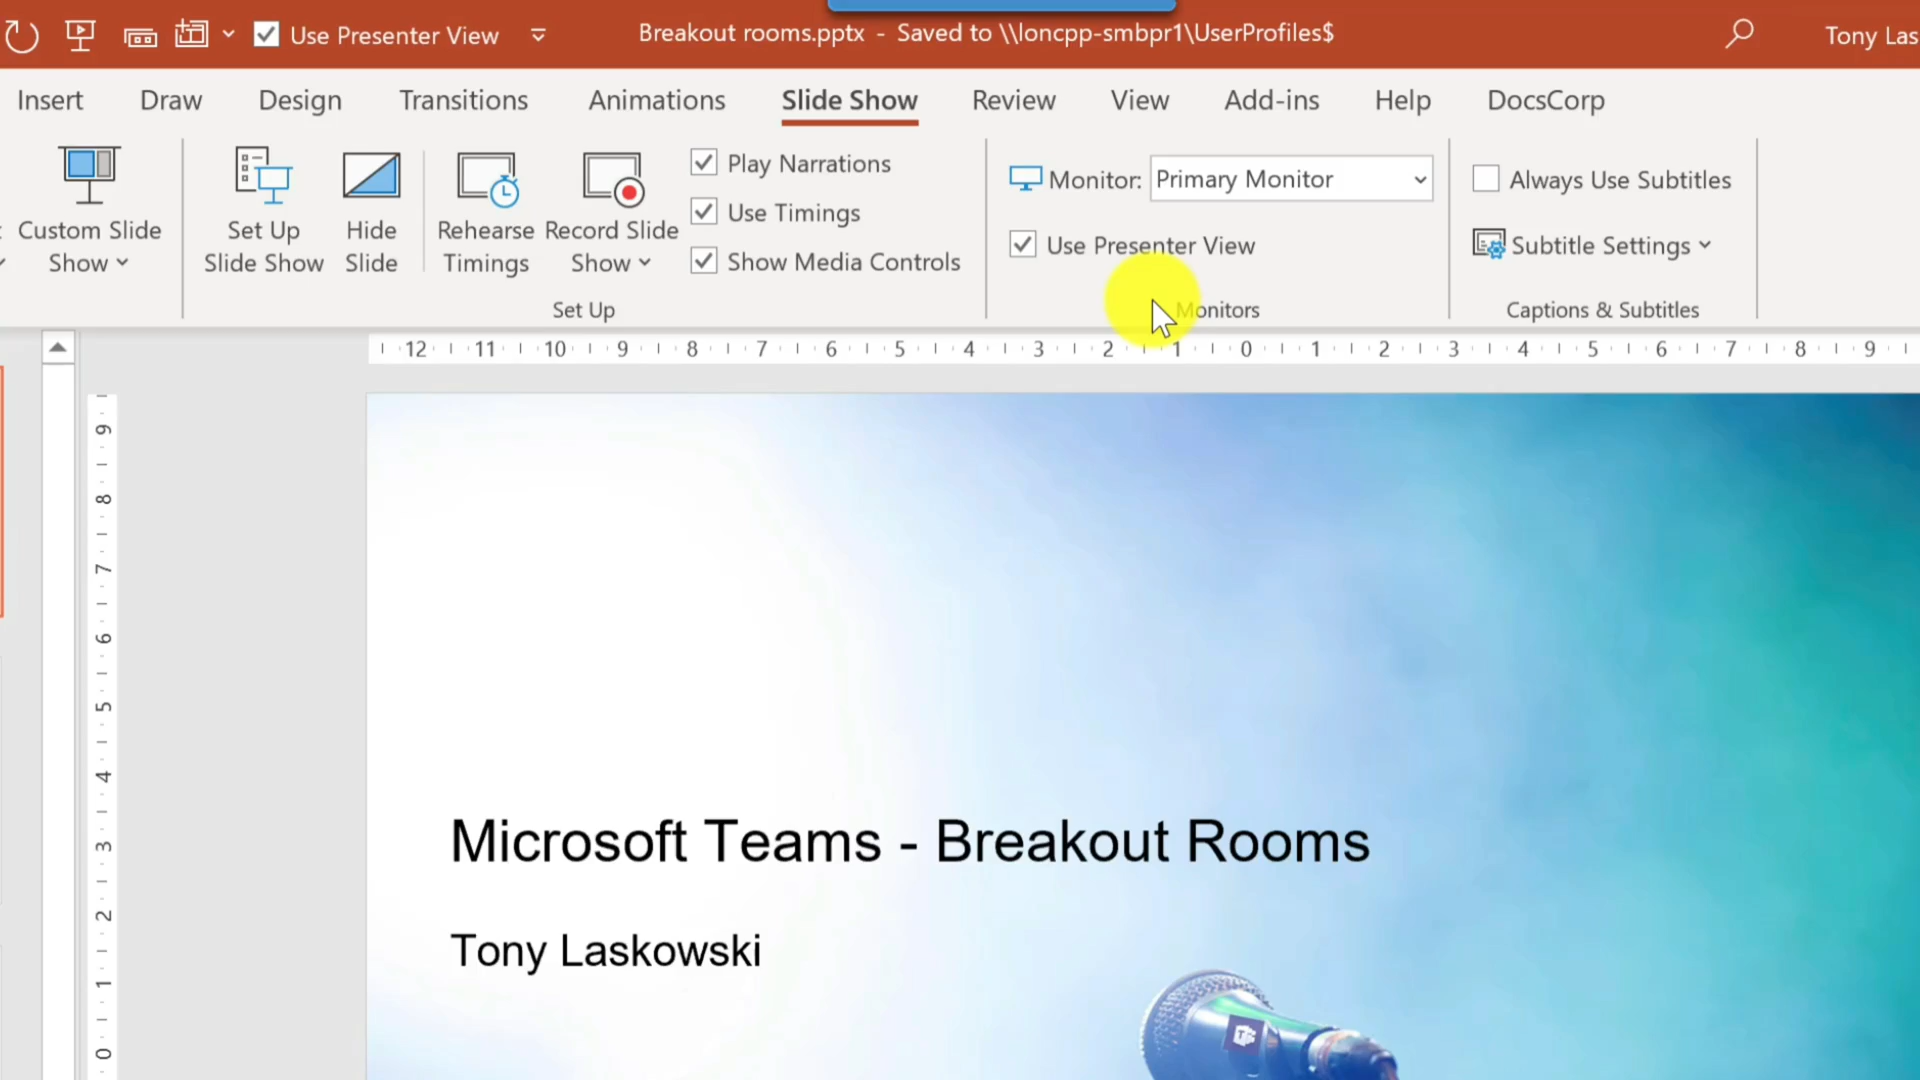 Use Presenter View
Breakout rooms.pptx - Saved to \\loncpp-smbpr1\UserProfiles$
Tony Las
Insert Draw Design Transitions Animations Slide Show Review View Add-ins Help DocsCorp
Custom Slide Show
Set Up Slide Show
Hide Slide
Rehearse Timings
Record Slide Show
Play Narrations
Use Timings
Show Media Controls
Set Up
Monitor: Primary Monitor
Use Presenter View
Monitors
Always Use Subtitles
Subtitle Settings
Captions & Subtitles
12 11 10 9 8 7 6 5 4 3 2 1 0 1 2 3 4 5 6 7 8 9
9
8
7
6
5
4
3
2
1
0
Microsoft Teams - Breakout Rooms
Tony Laskowski